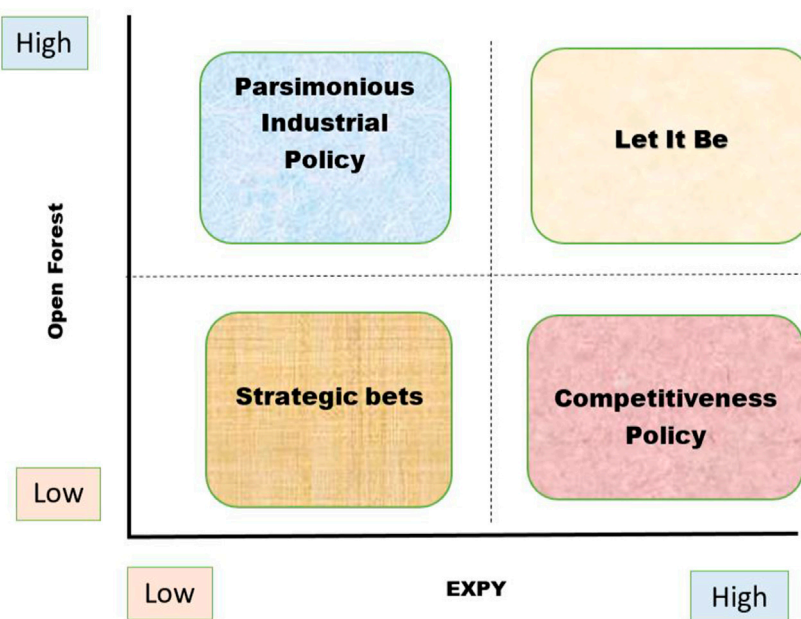 High
Parsimonious
Industrial
Policy
Let It Be
Open Forest
Strategic bets
Competitiveness
Policy
Low
Low
EXPY
High